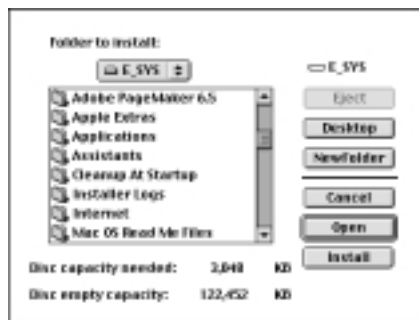 Folder to install:
E_SYS
E_SYS
Adobe PageMaker 6.5
Apple Extras
Applications
Assistants
Cleanup At Startup
Installer Logs
Internet
Mac OS Read Me Files
Eject
Desktop
NewFolder
Cancel
Open
Install
Disc capacity needed: 3,048 KB
Disc empty capacity: 122,452 KB